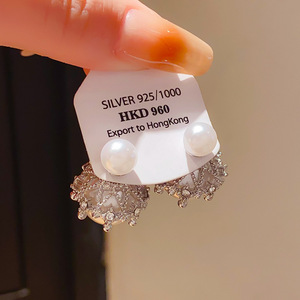 SILVER 925/1000
HKD 960
Export to HongKong